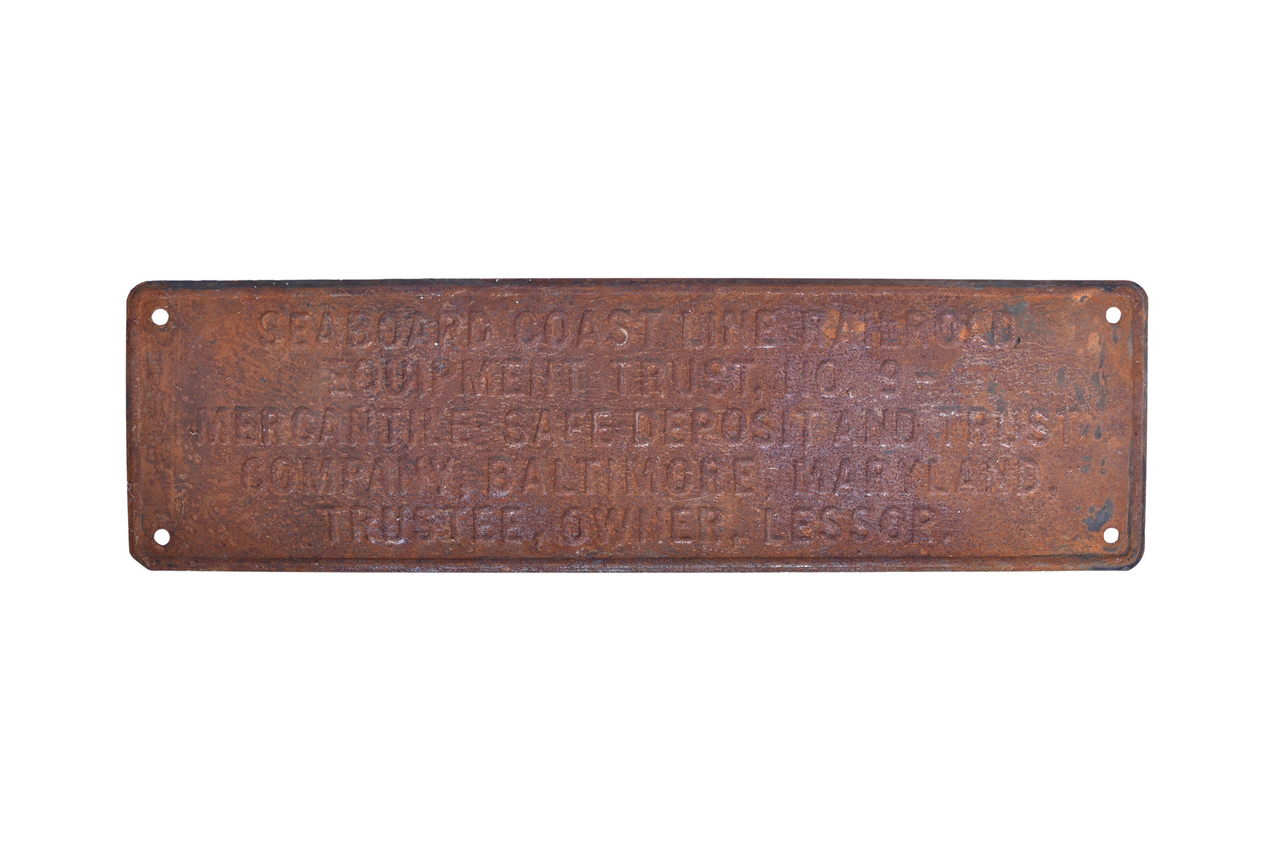 SEABOARD COAST LINE RAILROAD,
EQUIPMENT TRUST, NO. 9 -
MERCANTILE-SAFE DEPOSIT AND TRUST
COMPANY, BALTIMORE, MARYLAND,
TRUSTEE, OWNER, LESSOR.